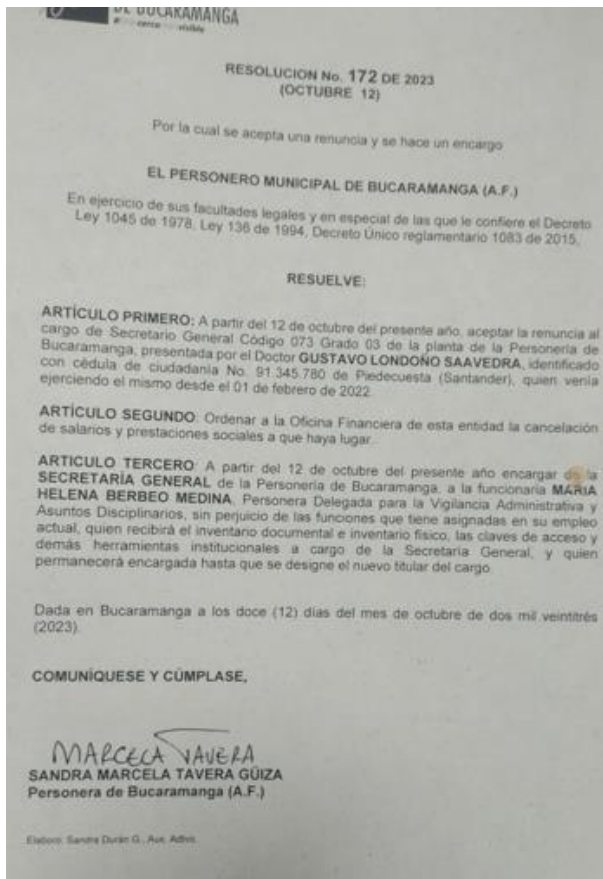 DE BUCARAMANGA
cerca visible
RESOLUCION No. 172 DE 2023
(OCTUBRE 12)
Por la cual se acepta una renuncia y se hace un encargo
EL PERSONERO MUNICIPAL DE BUCARAMANGA (A.F.)
En ejercicio de sus facultades legales y en especial de las que le confiere el Decreto
Ley 1045 de 1978, Ley 136 de 1994, Decreto Único reglamentario 1083 de 2015,
RESUELVE:
ARTÍCULO PRIMERO: A partir del 12 de octubre del presente año, aceptar la renuncia al
cargo de Secretario General Código 073 Grado 03 de la planta de la Personería de
Bucaramanga, presentada por el Doctor GUSTAVO LONDOÑO SAAVEDRA, identificado
con cédula de ciudadanía No. 91.345.780 de Piedecuesta (Santander), quien venía
ejerciendo el mismo desde el 01 de febrero de 2022.
ARTÍCULO SEGUNDO: Ordenar a la Oficina Financiera de esta entidad la cancelación
de salarios y prestaciones sociales a que haya lugar.
ARTICULO TERCERO: A partir del 12 de octubre del presente año encargar de la
SECRETARÍA GENERAL de la Personería de Bucaramanga, a la funcionaria MARIA
HELENA BERBEO MEDINA, Personera Delegada para la Vigilancia Administrativa y
Asuntos Disciplinarios, sin perjuicio de las funciones que tiene asignadas en su empleo
actual, quien recibirá el inventario documental e inventario físico, las claves de acceso y
demás herramientas institucionales a cargo de la Secretaria General, y quien
permanecerá encargada hasta que se designe el nuevo titular del cargo.
Dada en Bucaramanga a los doce (12) días del mes de octubre de dos mil veintitrés
(2023).
COMUNÍQUESE Y CÚMPLASE,
MARCELA TAVERA
SANDRA MARCELA TAVERA GÜIZA
Personera de Bucaramanga (A.F.)
Elaboro: Sandra Durán G., Aux. Admis.